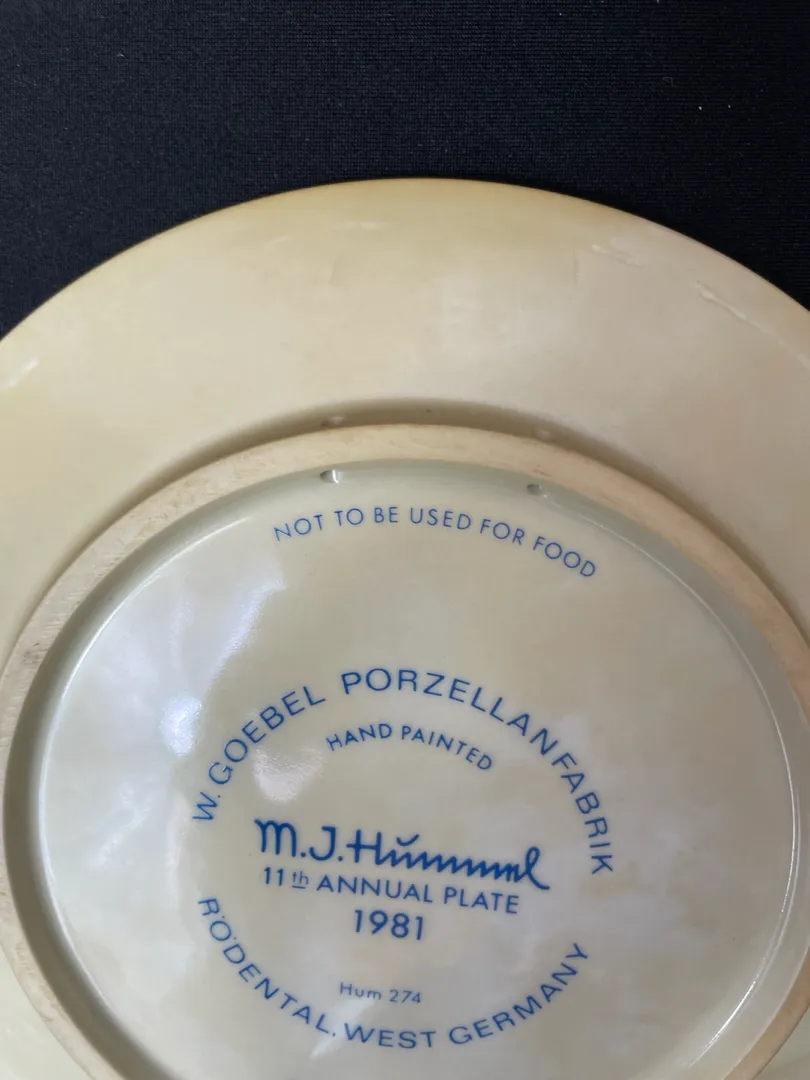 NOT TO BE USED FOR FOOD
W. GOEBEL PORZELLANFABRIK
HAND PAINTED
M.J.Hummel
11th ANNUAL PLATE
1981
Hum 274
RÖDENTAL, WEST GERMANY